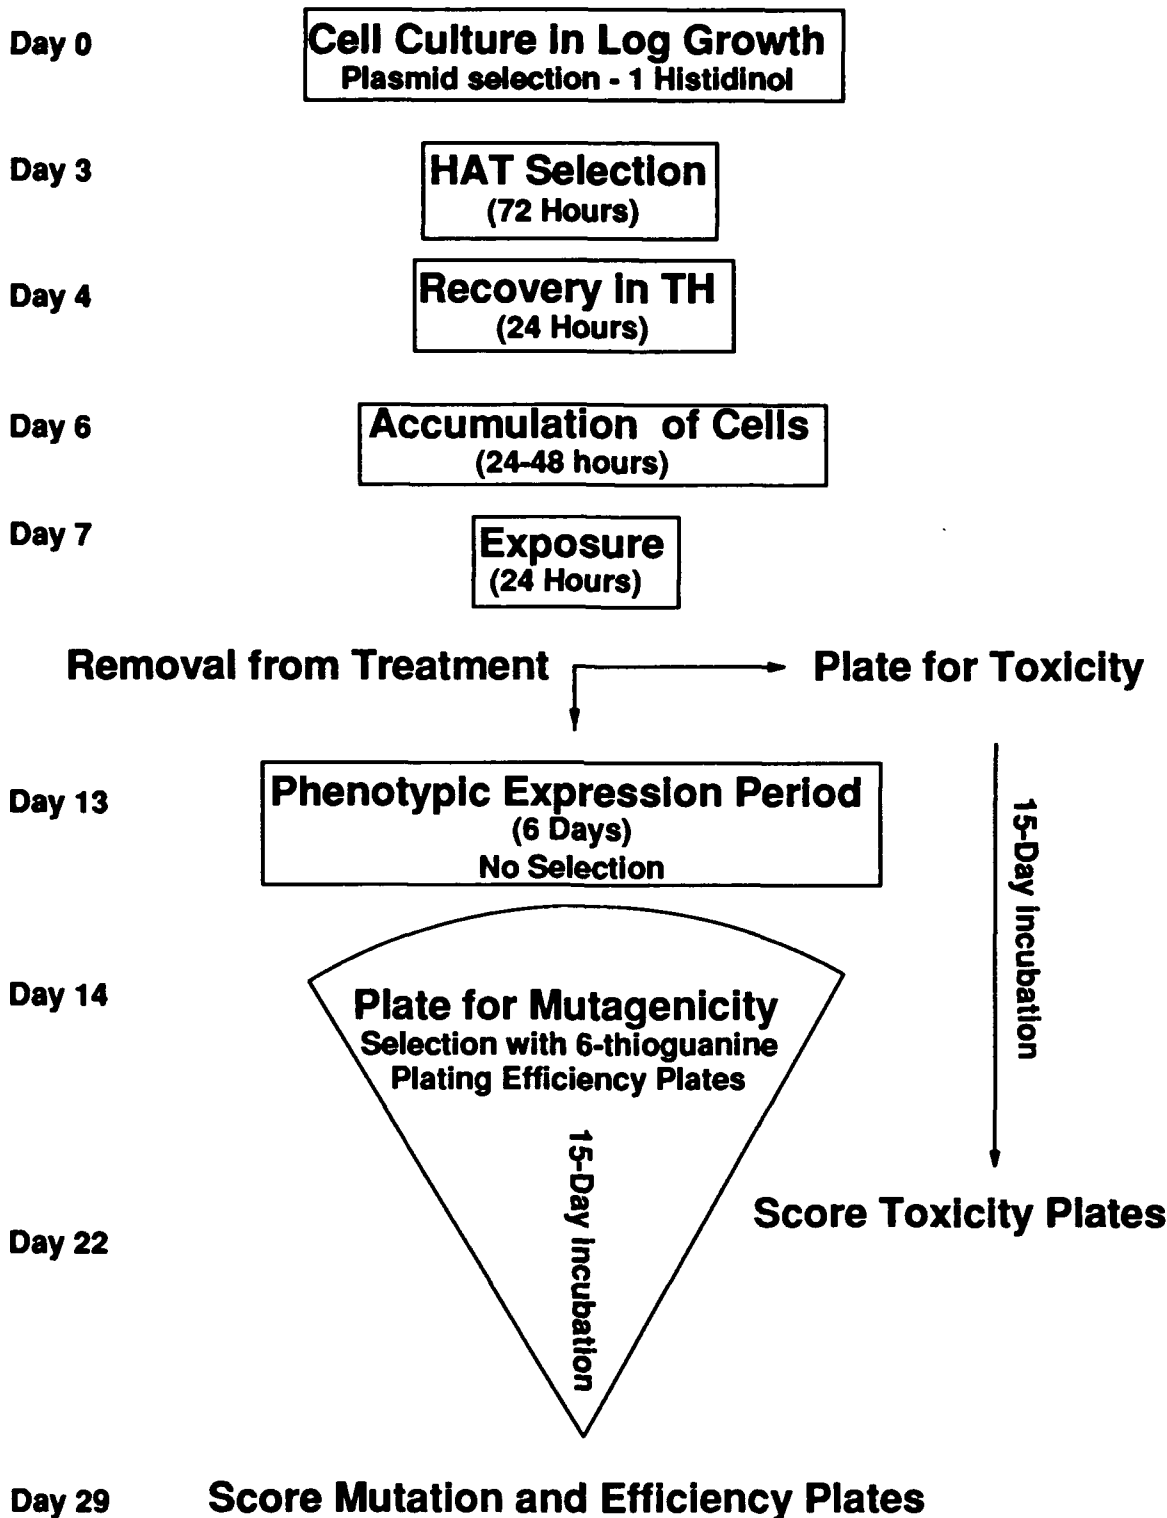 Day 0
Cell Culture in Log Growth
Plasmid selection - 1 Histidinol
Day 3
HAT Selection
(72 Hours)
Day 4
Recovery in TH
(24 Hours)
Day 6
Accumulation of Cells
(24-48 hours)
Day 7
Exposure
(24 Hours)
Removal from Treatment
Plate for Toxicity
Day 13
Phenotypic Expression Period
(6 Days)
No Selection
15-Day incubation
Day 14
Plate for Mutagenicity
Selection with 6-thioguanine
Plating Efficiency Plates
15-Day incubation
Score Toxicity Plates
Day 22
Day 29
Score Mutation and Efficiency Plates